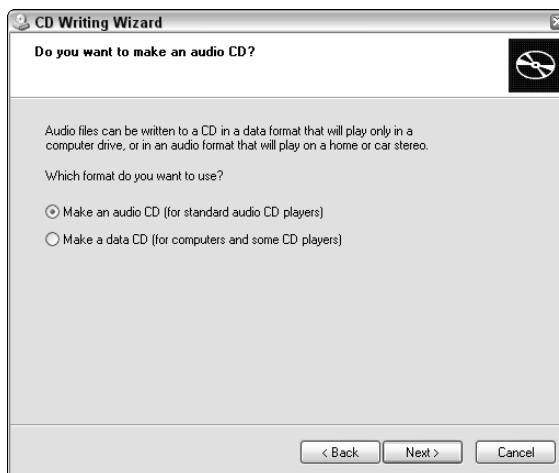 CD Writing Wizard
Do you want to make an audio CD?
Audio files can be written to a CD in a data format that will play only in a
computer drive, or in an audio format that will play on a home or car stereo.
Which format do you want to use?
Make an audio CD (for standard audio CD players)
Make a data CD (for computers and some CD players)
< Back Next > Cancel